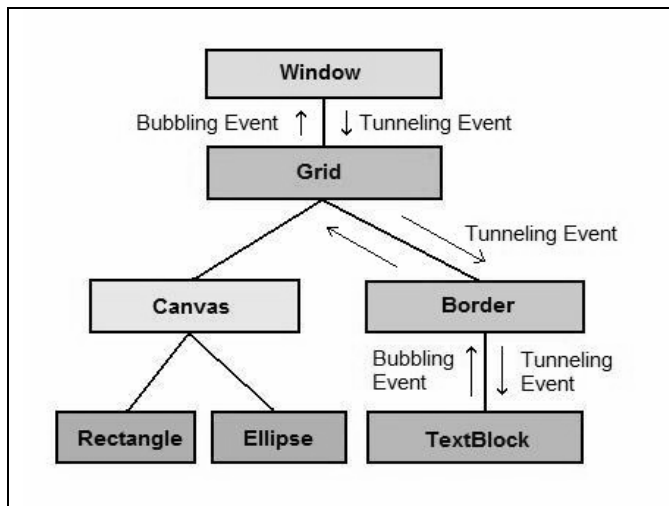 Window
Bubbling Event
Tunneling Event
Grid
Tunneling Event
Canvas
Border
Bubbling
Event
Tunneling
Event
Rectangle
Ellipse
TextBlock